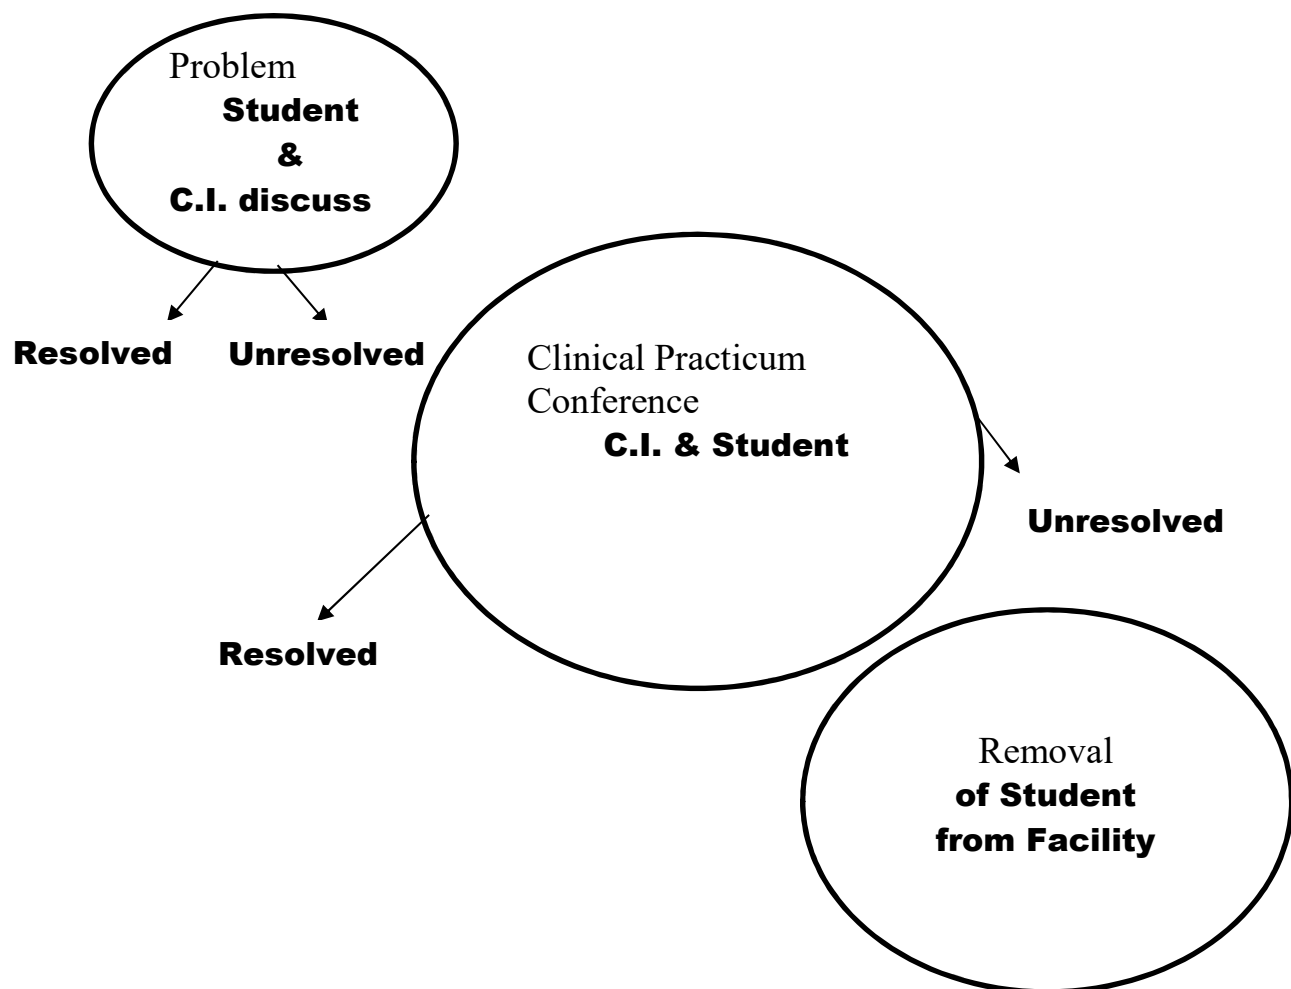 Problem
Student
&
C.I. discuss
Resolved
Unresolved
Clinical Practicum
Conference
C.I. & Student
Unresolved
Resolved
Removal
of Student
from Facility